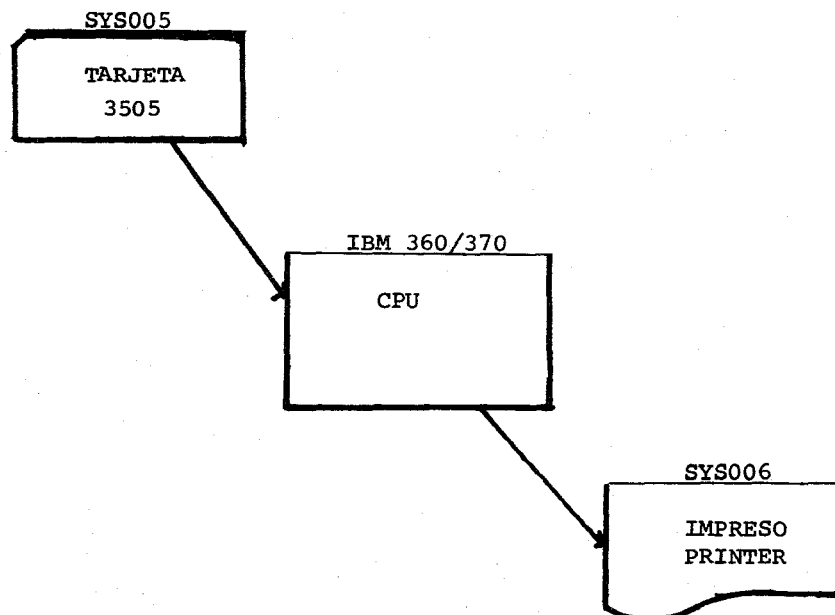 SYS005
TARJETA
3505
IBM 360/370
CPU
SYS006
IMPRESO
PRINTER